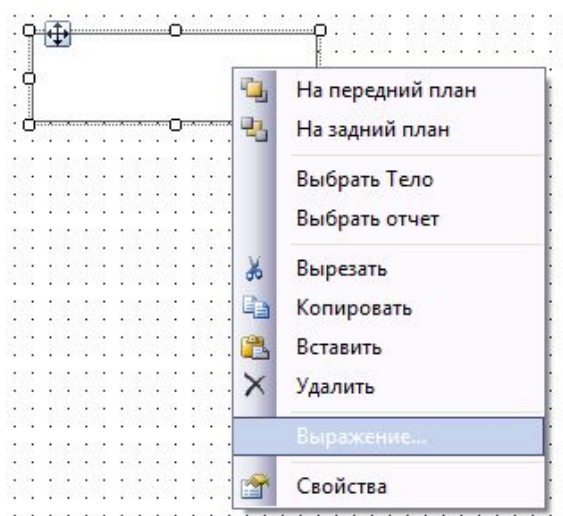 На передний план
На задний план
Выбрать Тело
Выбрать отчет
Вырезать
Копировать
Вставить
Удалить
Выражение...
Свойства